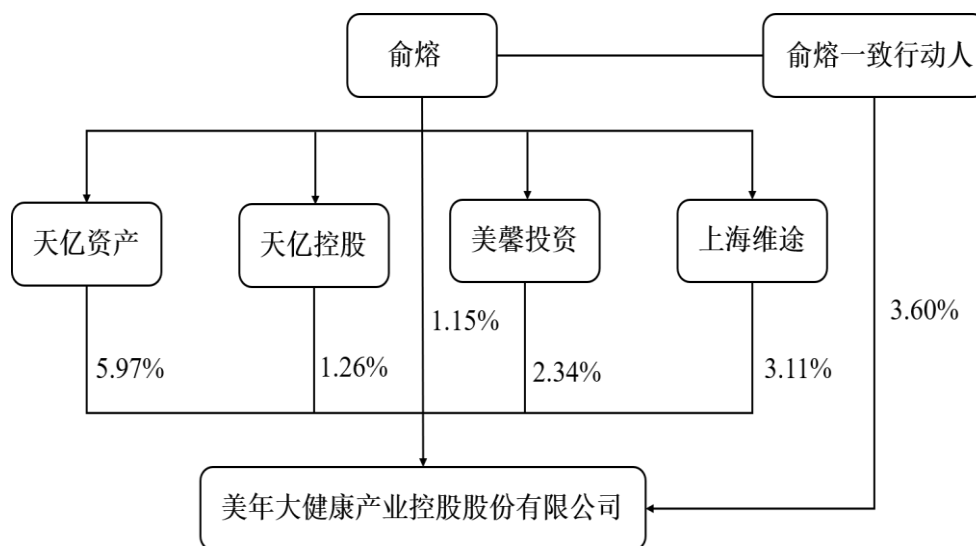 俞熔
俞熔一致行动人
天亿资产
天亿控股
美馨投资
上海维途
5.97%
1.26%
1.15%
2.34%
3.11%
3.60%
美年大健康产业控股股份有限公司